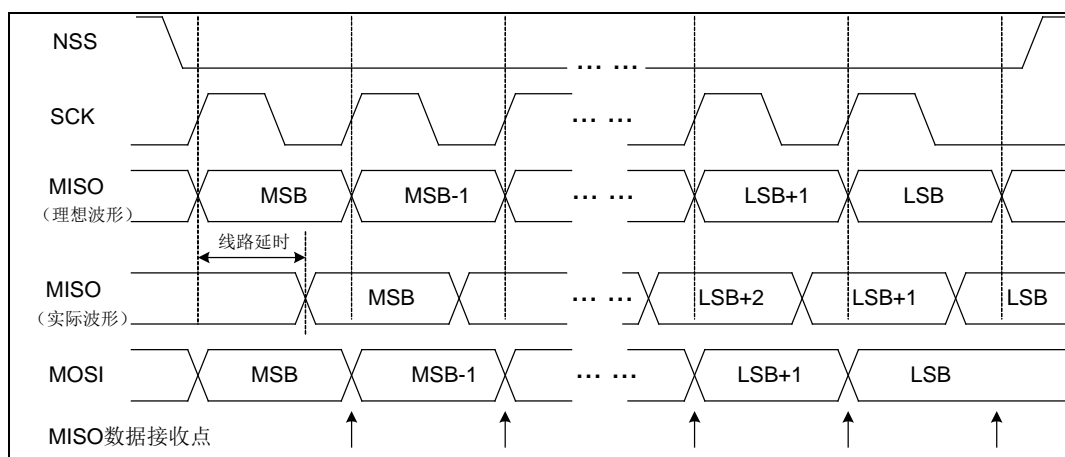 NSS
... ...
SCK
... ...
MISO
（理想波形）
MSB
MSB-1
... ...
LSB+1
LSB
线路延时
MISO
（实际波形）
MSB
... ...
LSB+2
LSB+1
LSB
MOSI
MSB
MSB-1
... ...
LSB+1
LSB
MISO数据接收点